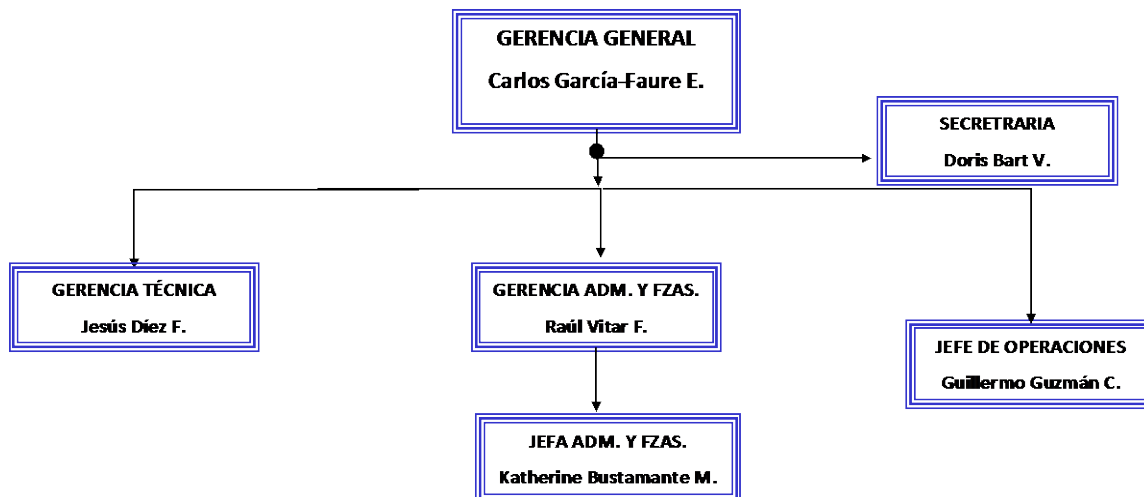 GERENCIA GENERAL
Carlos García-Faure E.
SECRETRARIA
Doris Bart V.
GERENCIA TÉCNICA
Jesús Díez F.
GERENCIA ADM. Y FZAS.
Raúl Vitar F.
JEFE DE OPERACIONES
Guillermo Guzmán C.
JEFA ADM. Y FZAS.
Katherine Bustamante M.